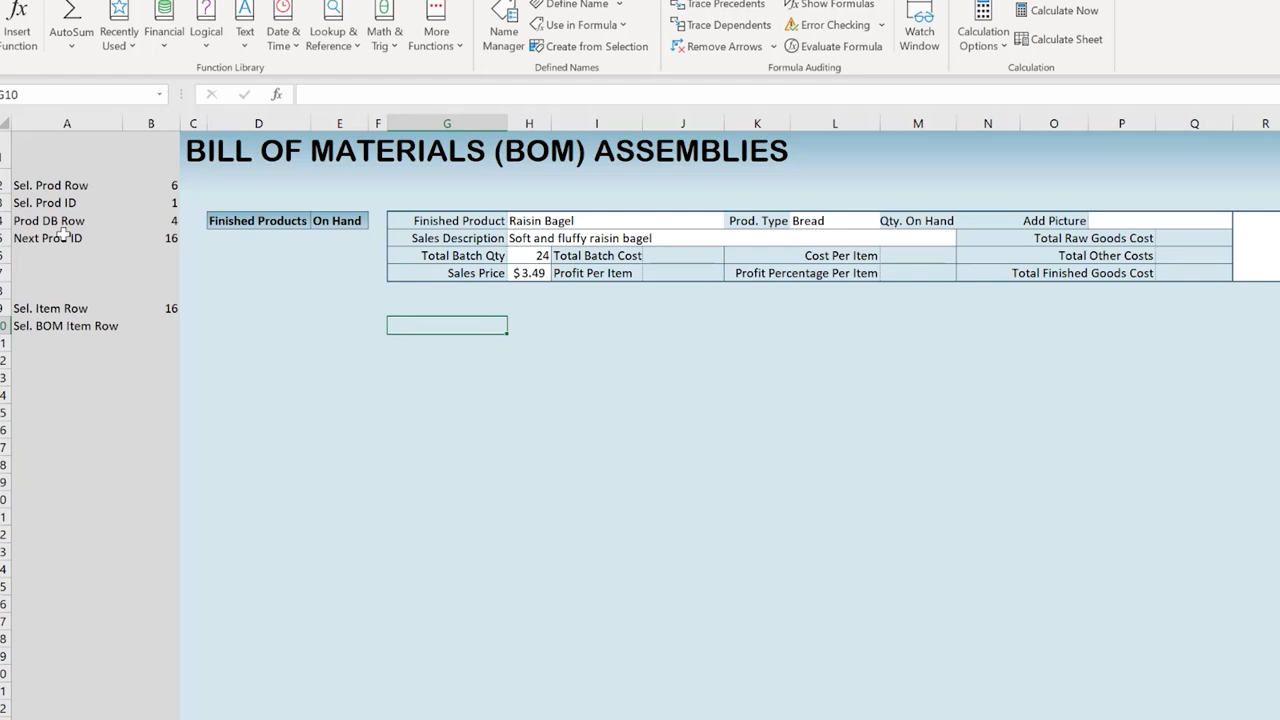 Define Name
Trace Precedents
Show Formulas
Calculate Now
Insert
Function
AutoSum
Recently
Used
Financial
Logical
Text
Date &
Time
Lookup &
Reference
Math &
Trig
More
Functions
Name
Manager
Use in Formula
Create from Selection
Trace Dependents
Remove Arrows
Error Checking
Evaluate Formula
Watch
Window
Calculation
Options
Calculate Sheet
Function Library
Defined Names
Formula Auditing
Calculation
G10
fx
A B C D E F G H I J K L M N O P Q R
BILL OF MATERIALS (BOM) ASSEMBLIES
Sel. Prod Row 6
Sel. Prod ID 1
Prod DB Row 4
Next Prod ID 16
Sel. Item Row 16
Sel. BOM Item Row
Finished Products On Hand
Finished Product Raisin Bagel Prod. Type Bread Qty. On Hand Add Picture
Sales Description Soft and fluffy raisin bagel Total Raw Goods Cost
Total Batch Qty 24 Total Batch Cost Cost Per Item Total Other Costs
Sales Price $3.49 Profit Per Item Profit Percentage Per Item Total Finished Goods Cost